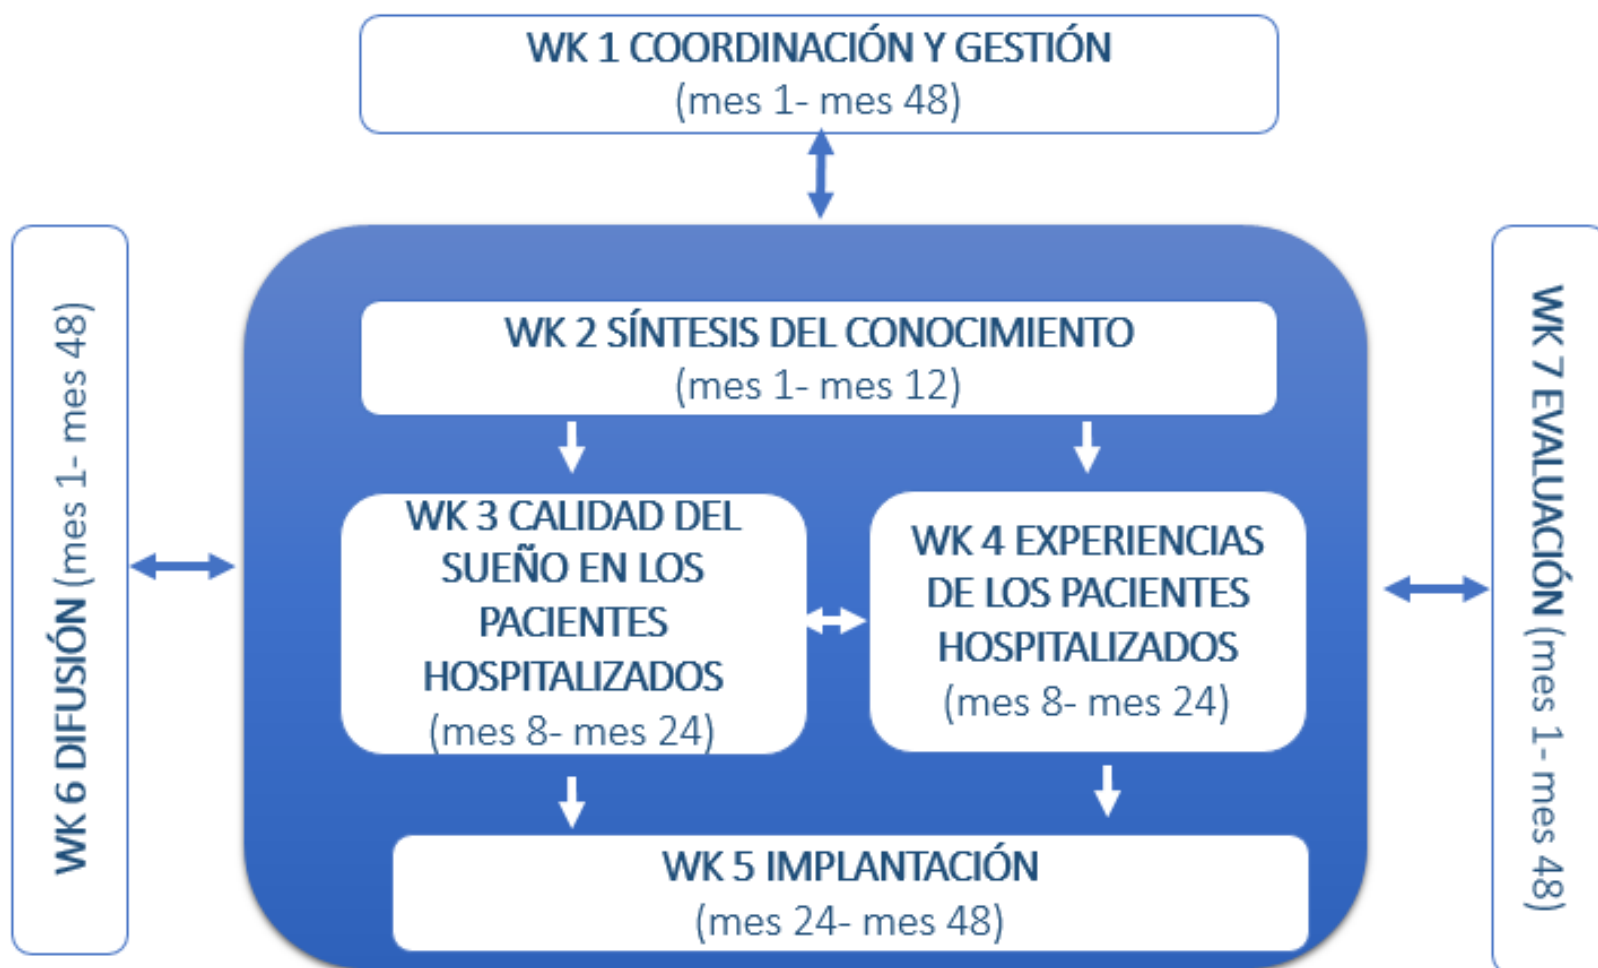 WK 1 COORDINACIÓN Y GESTIÓN
(mes 1- mes 48)
WK 6 DIFUSIÓN (mes 1- mes 48)
WK 2 SÍNTESIS DEL CONOCIMIENTO
(mes 1- mes 12)
WK 3 CALIDAD DEL
SUEÑO EN LOS
PACIENTES
HOSPITALIZADOS
(mes 8- mes 24)
WK 4 EXPERIENCIAS
DE LOS PACIENTES
HOSPITALIZADOS
(mes 8- mes 24)
WK 5 IMPLANTACIÓN
(mes 24- mes 48)
WK 7 EVALUACIÓN (mes 1- mes 48)